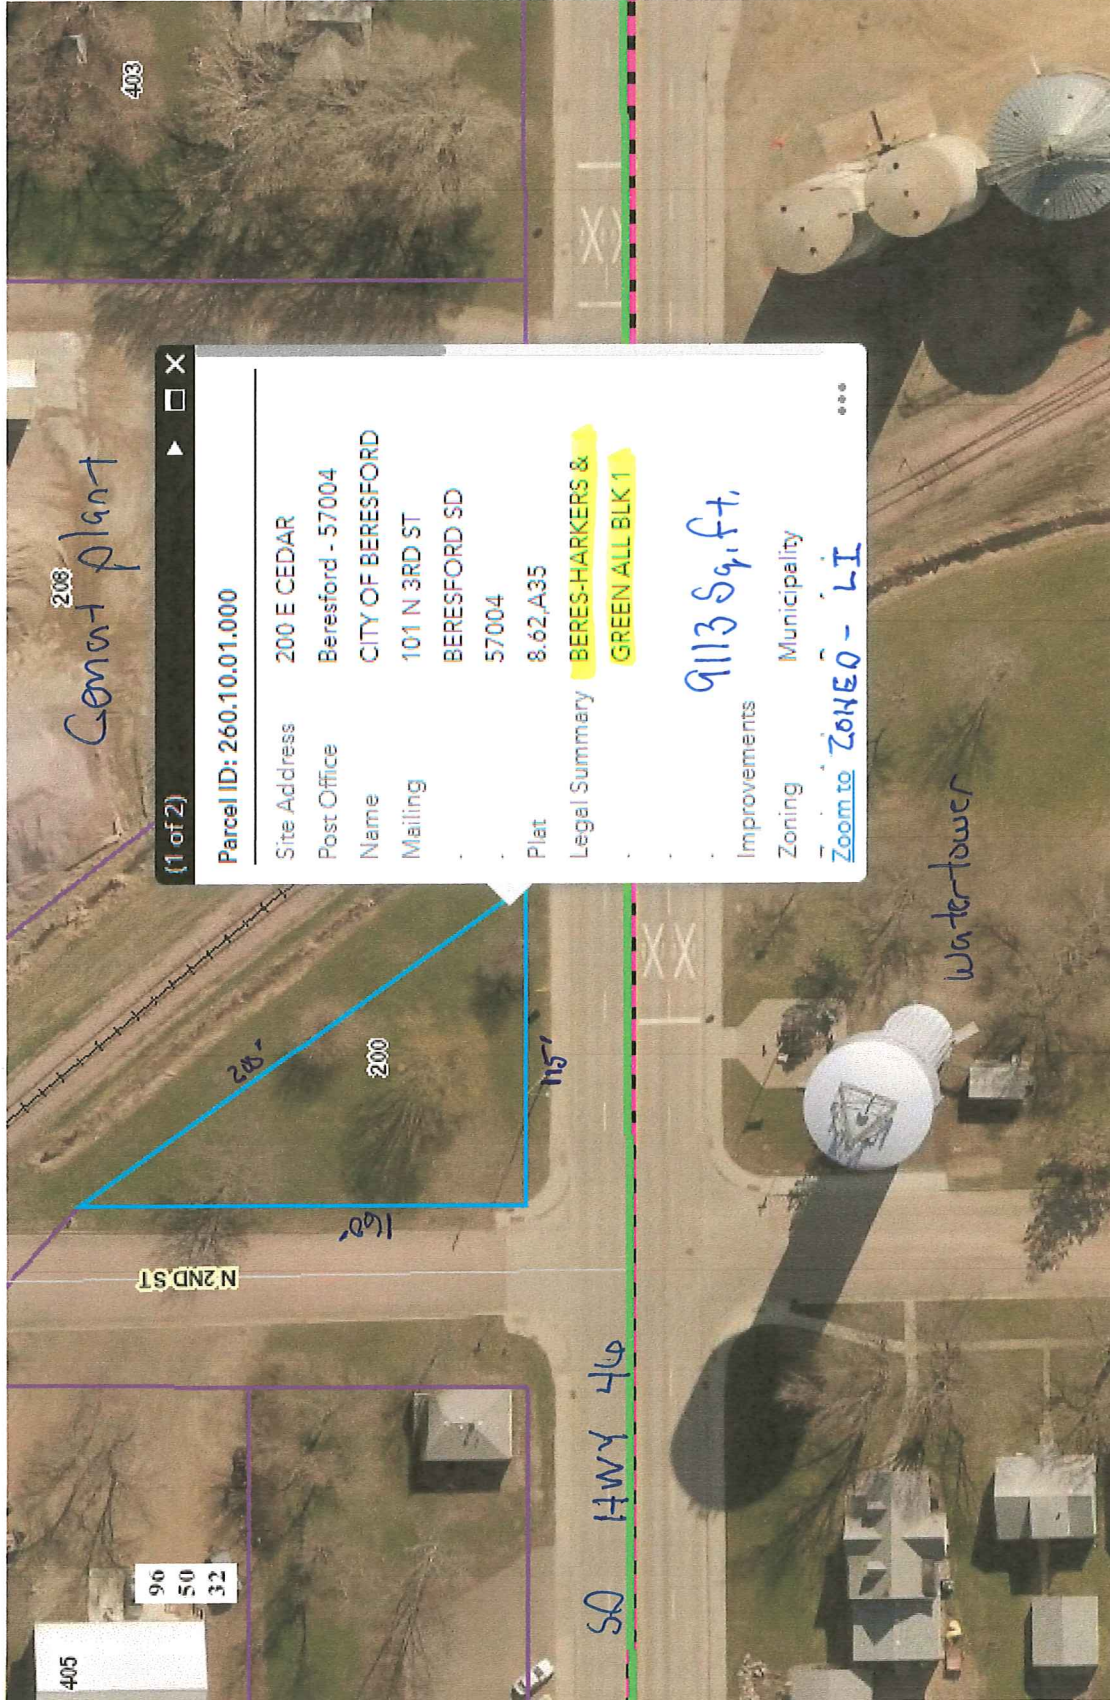 403
208
Cement plant
(1 of 2)
Parcel ID: 260.10.01.000
Site Address 200 E CEDAR
Post Office Beresford - 57004
Name CITY OF BERESFORD
Mailing 101 N 3RD ST
BERESFORD SD
57004
Plat 8.62.A35
Legal Summary BERES-HARKERS &
GREEN ALL BLK 1
9113 Sq. ft.
Improvements
Zoning Municipality
Zoom to ZONED - LI
200
115'
160'
N 2ND ST
SD HWY 46
Water tower
405
96
50
32
XX